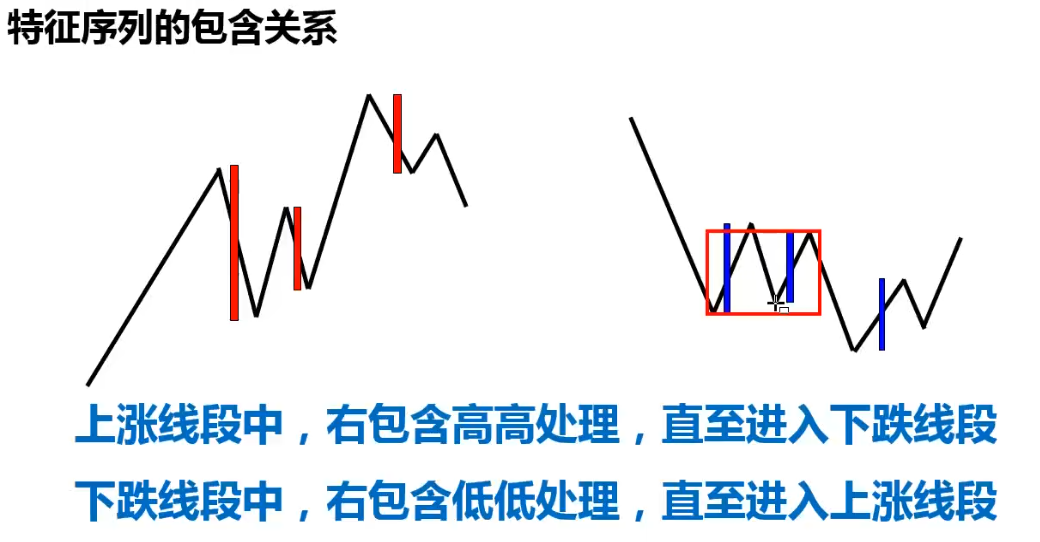 特征序列的包含关系
上涨线段中，右包含高高处理，直至进入下跌线段
下跌线段中，右包含低低处理，直至进入上涨线段